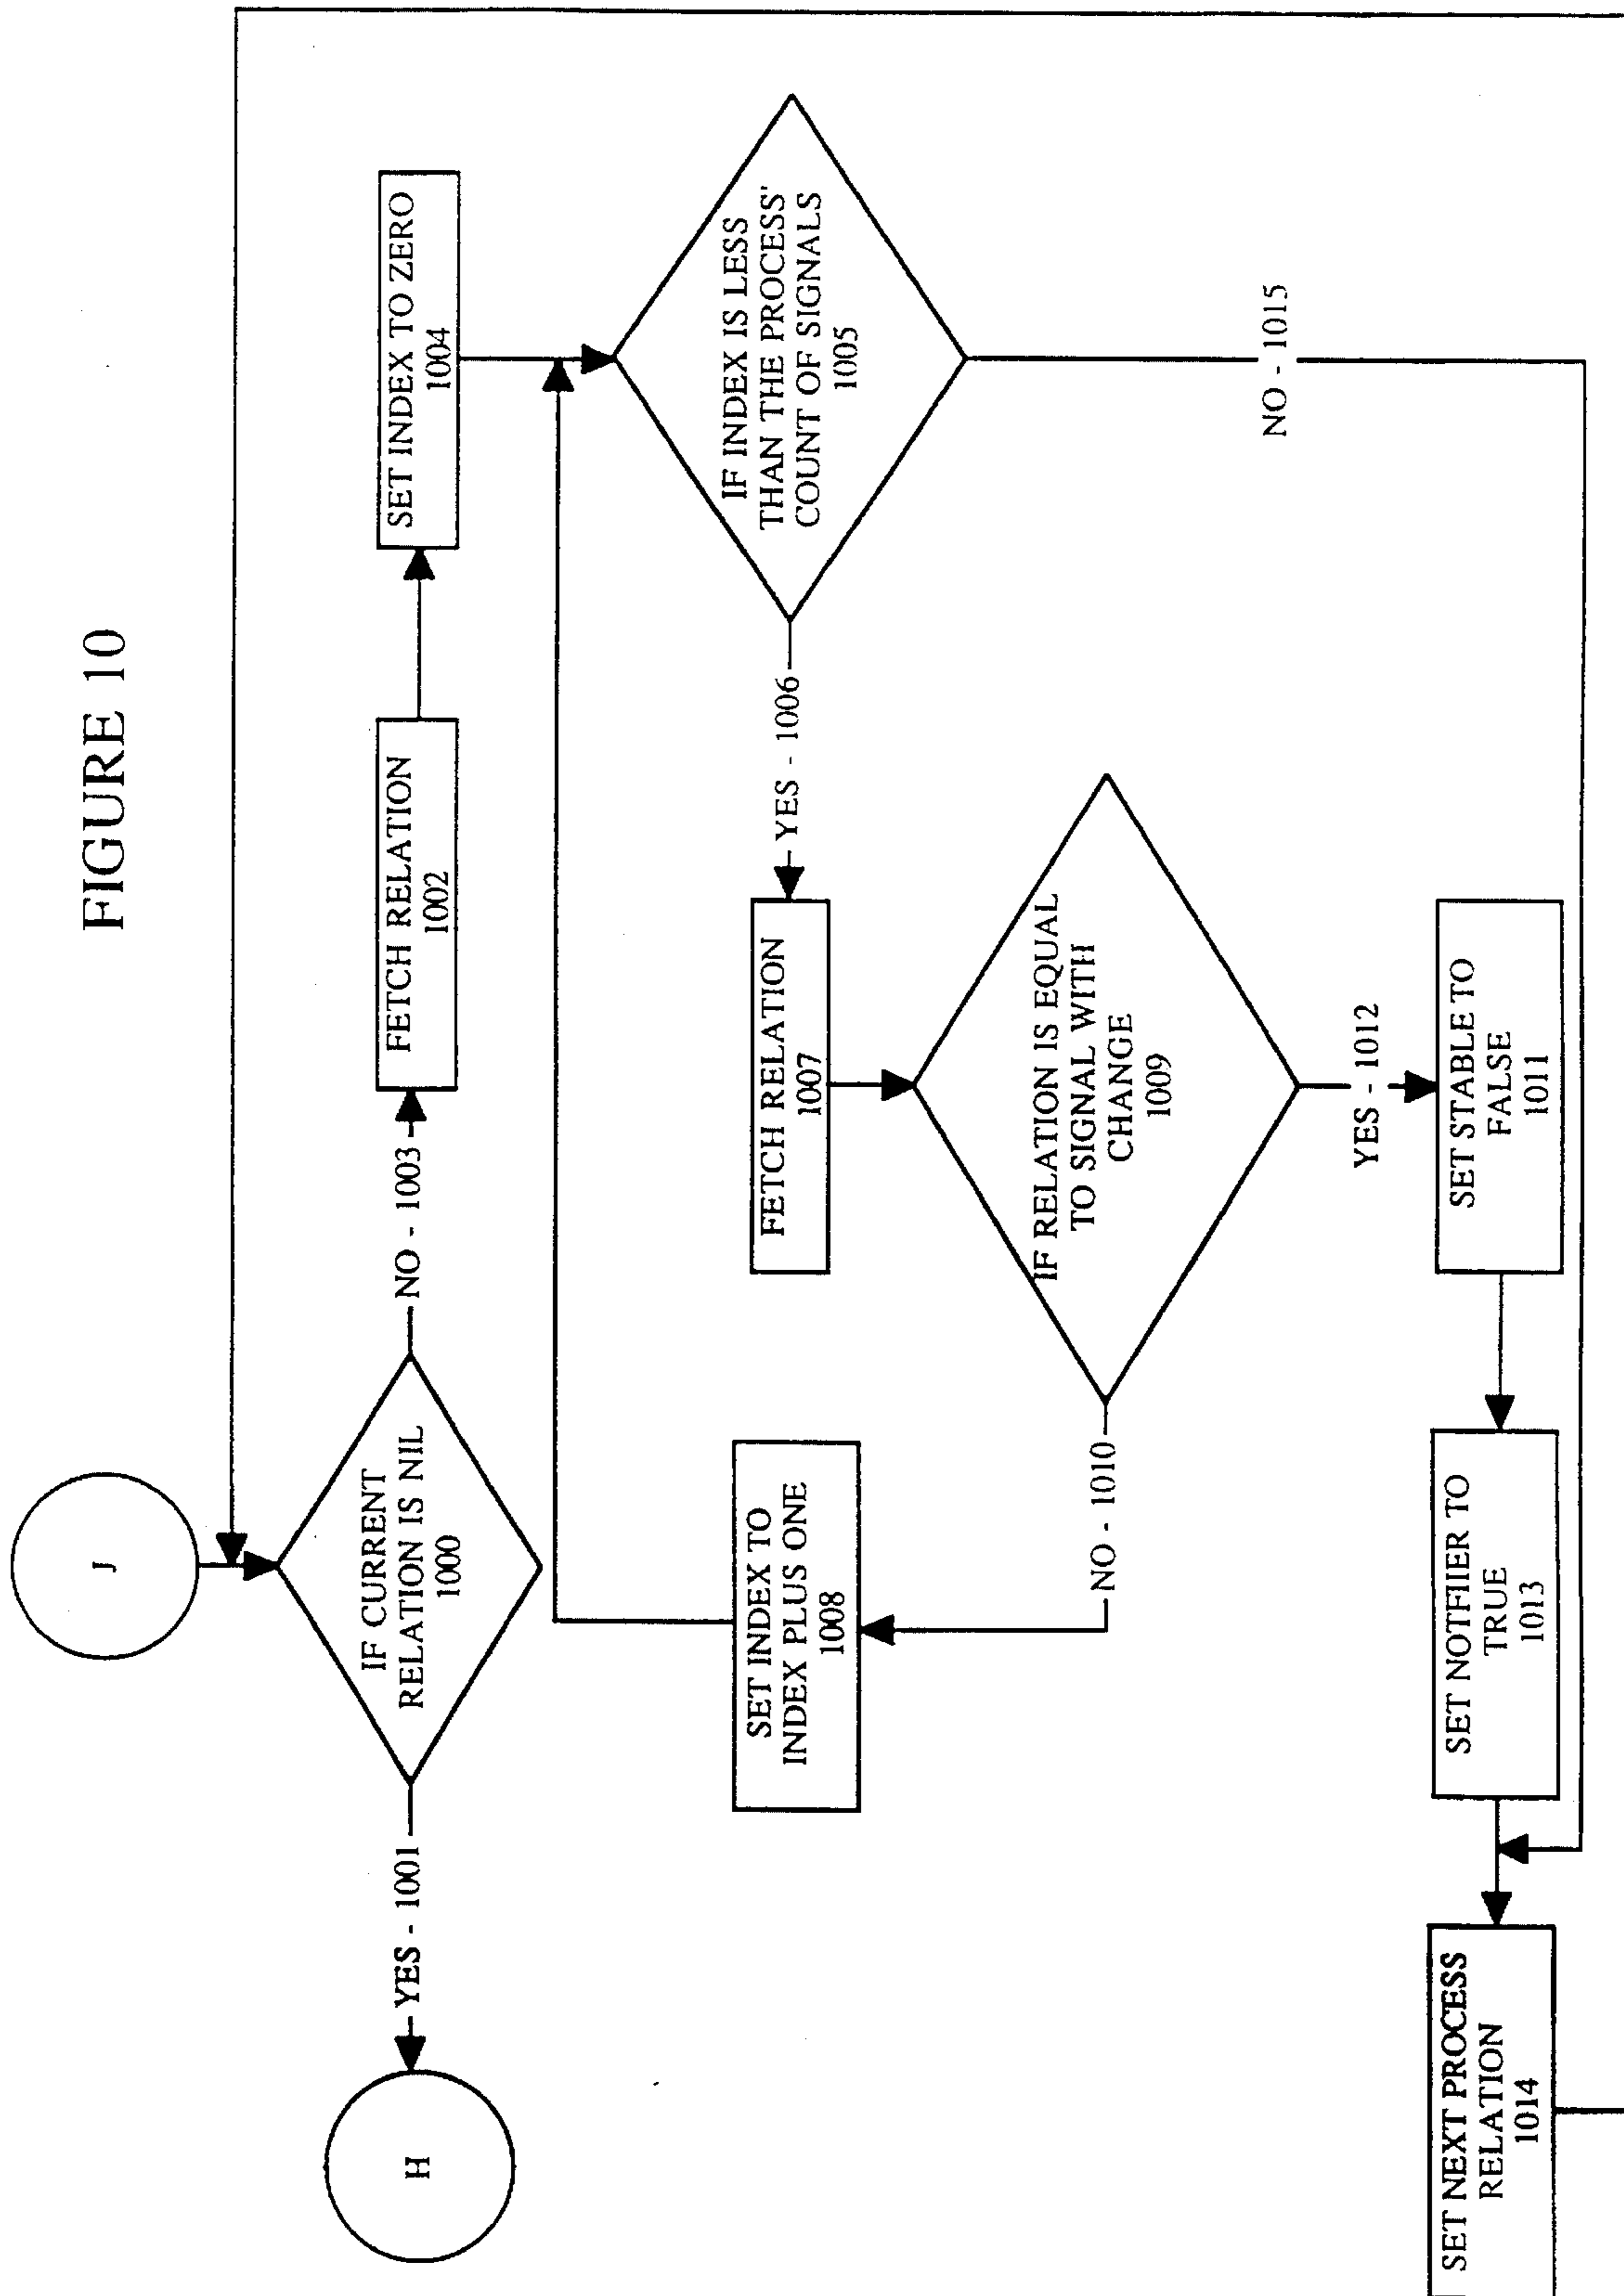 FIGURE 10
J
IF CURRENT
RELATION IS NIL
1000
YES - 1001
H
NO - 1003
FETCH RELATION
1002
SET INDEX TO ZERO
1004
IF INDEX IS LESS
THAN THE PROCESS'
COUNT OF SIGNALS
1005
YES - 1006
NO - 1015
FETCH RELATION
1007
IF RELATION IS EQUAL
TO SIGNAL WITH
CHANGE
1009
NO - 1010
SET INDEX TO
INDEX PLUS ONE
1008
YES - 1012
SET STABLE TO
FALSE
1011
SET NOTIFIER TO
TRUE
1013
SET NEXT PROCESS
RELATION
1014